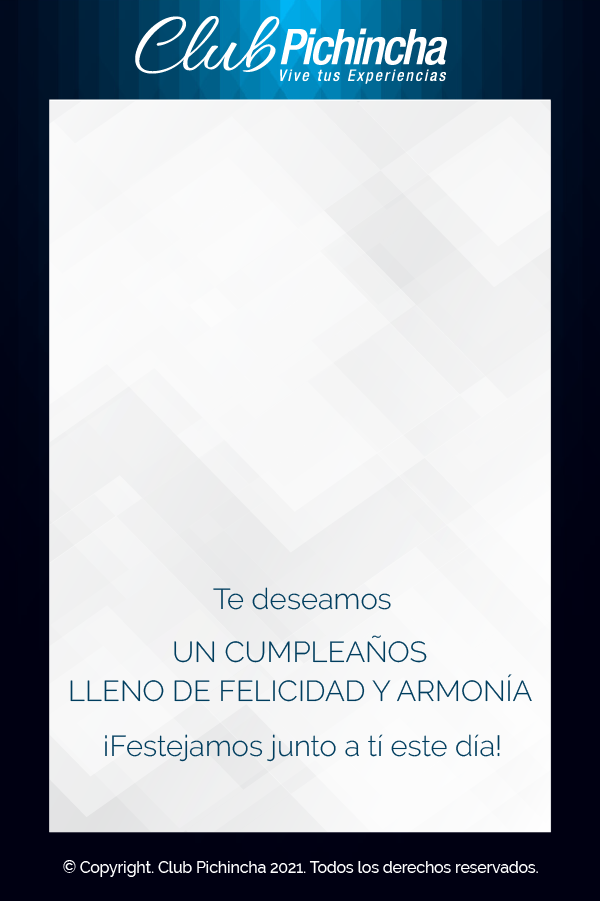 Club Pichincha
Vive tus Experiencias
Te deseamos
UN CUMPLEAÑOS
LLENO DE FELICIDAD Y ARMONÍA
¡Festejamos junto a tí este día!
© Copyright. Club Pichincha 2021. Todos los derechos reservados.